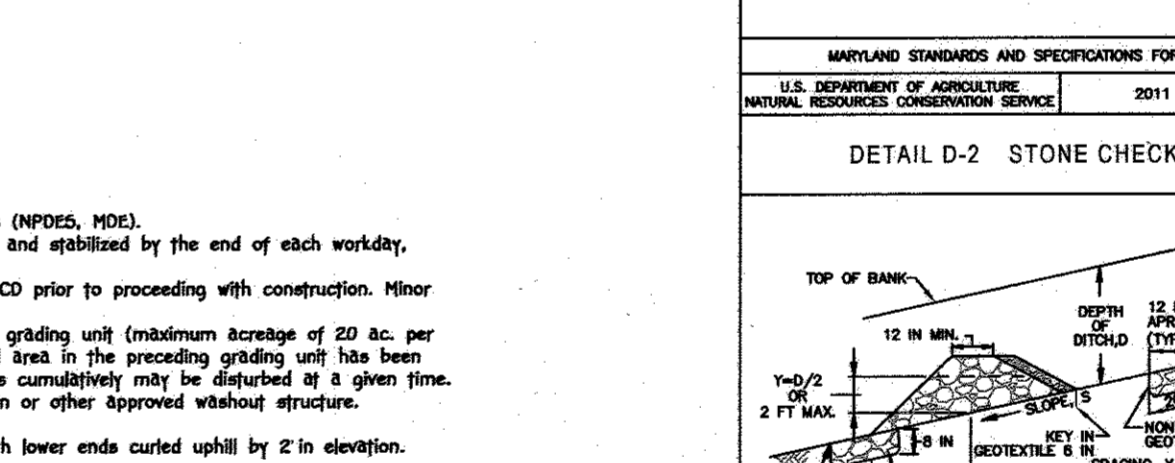 (NPDES, MDE).
and stabilized by the end of each workday,
CD prior to proceeding with construction. Minor
grading unit (maximum acreage of 20 ac. per
area in the preceding grading unit has been
cumulatively may be disturbed at a given time.
or other approved washout structure.
lower ends curled uphill by 2' in elevation.
MARYLAND STANDARDS AND SPECIFICATIONS FOR
U.S. DEPARTMENT OF AGRICULTURE
NATURAL RESOURCES CONSERVATION SERVICE
2011
DETAIL D-2 STONE CHECK
TOP OF BANK
12 IN MIN.
DEPTH
OF
DITCH,D
12
Y=D/2
OR
2 FT MAX.
SLOPE, S
8 IN
KEY IN
GEOTEXTILE 6 IN
NON